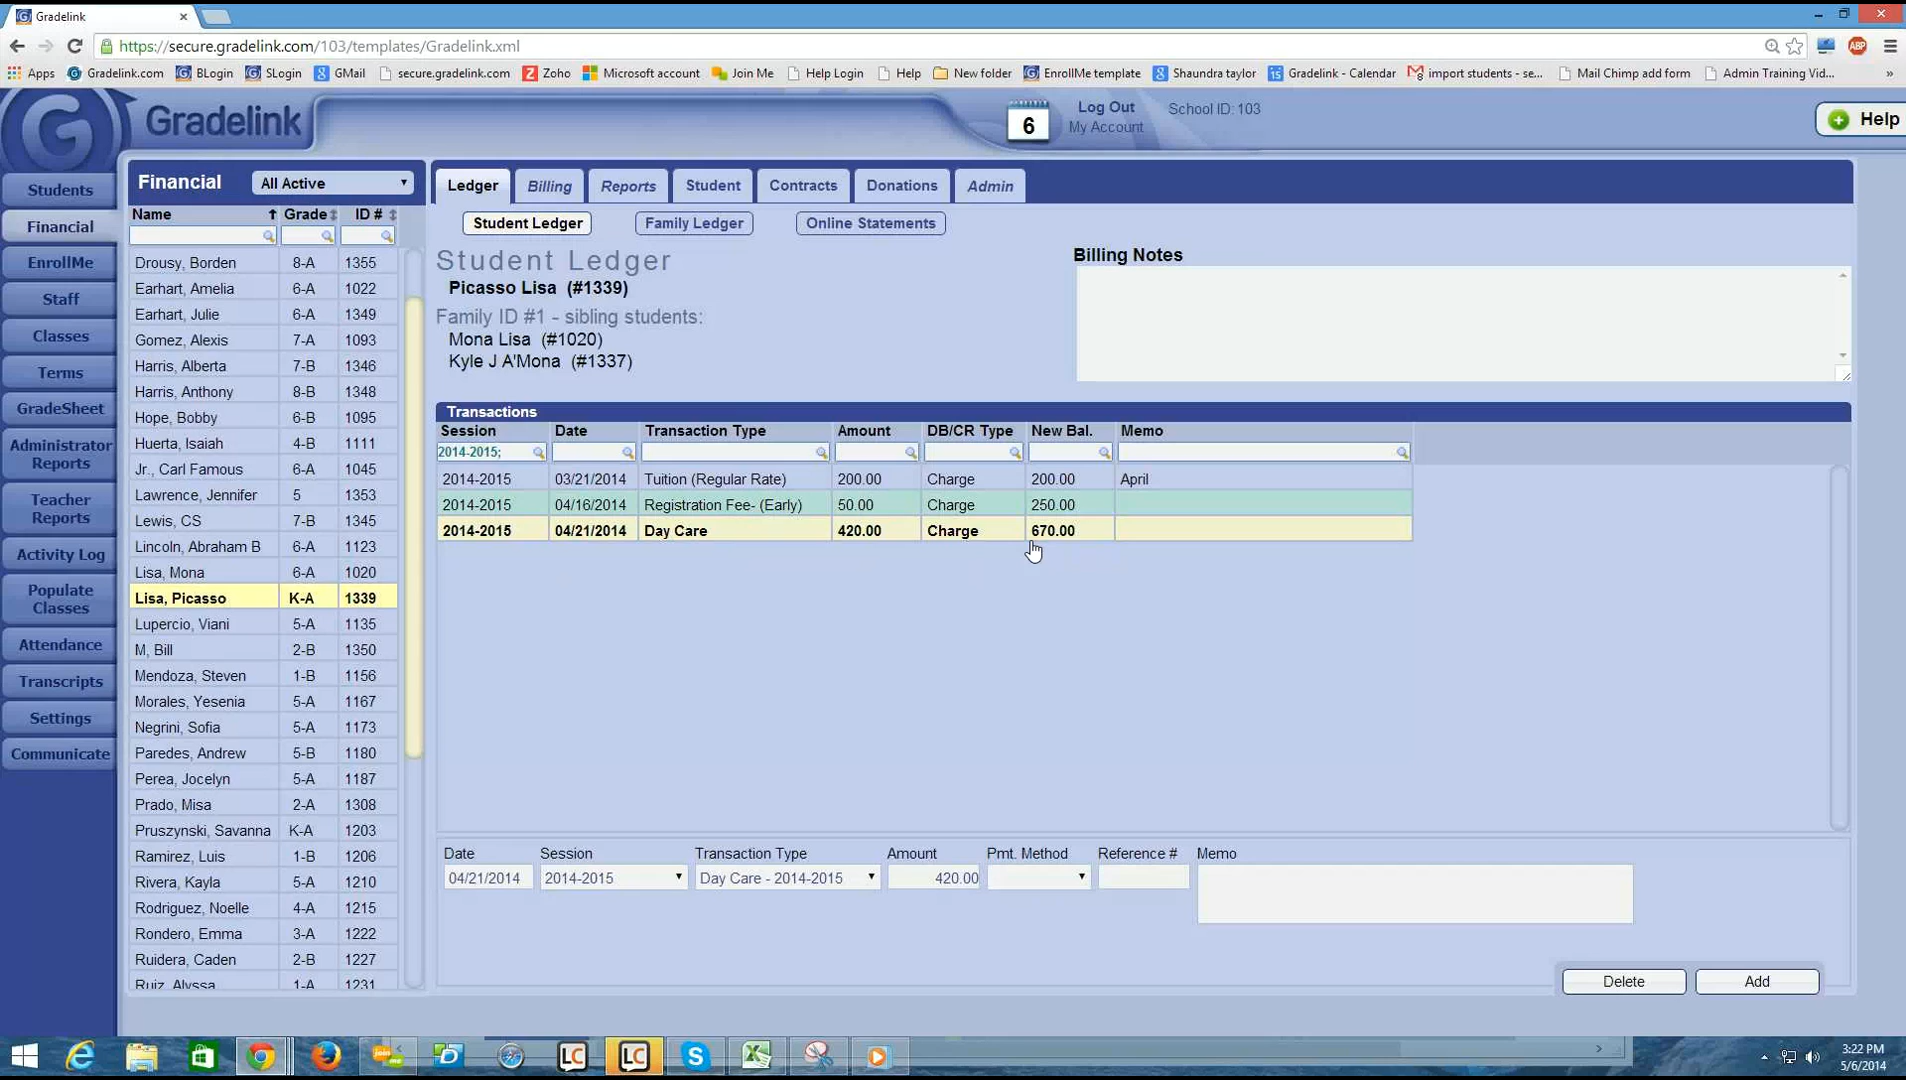 Gradelink
https://secure.gradelink.com/103/templates/Gradelink.xml
Apps Gradelink.com BLogin SLogin GMail secure.gradelink.com Zoho Microsoft account Join Me Help Login Help New folder EnrollMe template Shaundra taylor Gradelink - Calendar import students - se... Mail Chimp add form Admin Training Vid... »
Gradelink
6
Log Out
My Account
School ID: 103
Help
Students
Financial
EnrollMe
Staff
Classes
Terms
GradeSheet
Administrator
Reports
Teacher
Reports
Activity Log
Populate
Classes
Attendance
Transcripts
Settings
Communicate
Financial All Active
Name Grade ID #
Drousy, Borden 8-A 1355
Earhart, Amelia 6-A 1022
Earhart, Julie 6-A 1349
Gomez, Alexis 7-A 1093
Harris, Alberta 7-B 1346
Harris, Anthony 8-B 1348
Hope, Bobby 6-B 1095
Huerta, Isaiah 4-B 1111
Jr., Carl Famous 6-A 1045
Lawrence, Jennifer 5 1353
Lewis, CS 7-B 1345
Lincoln, Abraham B 6-A 1123
Lisa, Mona 6-A 1020
Lisa, Picasso K-A 1339
Lupercio, Viani 5-A 1135
M, Bill 2-B 1350
Mendoza, Steven 1-B 1156
Morales, Yesenia 5-A 1167
Negrini, Sofia 5-A 1173
Paredes, Andrew 5-B 1180
Perea, Jocelyn 5-A 1187
Prado, Misa 2-A 1308
Pruszynski, Savanna K-A 1203
Ramirez, Luis 1-B 1206
Rivera, Kayla 5-A 1210
Rodriguez, Noelle 4-A 1215
Rondero, Emma 3-A 1222
Ruidera, Caden 2-B 1227
Ruiz, Alyssa 1-A 1231
Ledger Billing Reports Student Contracts Donations Admin
Student Ledger Family Ledger Online Statements
Student Ledger
Picasso Lisa (#1339)
Family ID #1 - sibling students:
Mona Lisa (#1020)
Kyle J A'Mona (#1337)
Billing Notes
Transactions
Session Date Transaction Type Amount DB/CR Type New Bal. Memo
2014-2015;
2014-2015 03/21/2014 Tuition (Regular Rate) 200.00 Charge 200.00 April
2014-2015 04/16/2014 Registration Fee- (Early) 50.00 Charge 250.00
2014-2015 04/21/2014 Day Care 420.00 Charge 670.00
Date Session Transaction Type Amount Pmt. Method Reference # Memo
04/21/2014 2014-2015 Day Care - 2014-2015 420.00
Delete Add
join me
LC LC
3:22 PM
5/6/2014